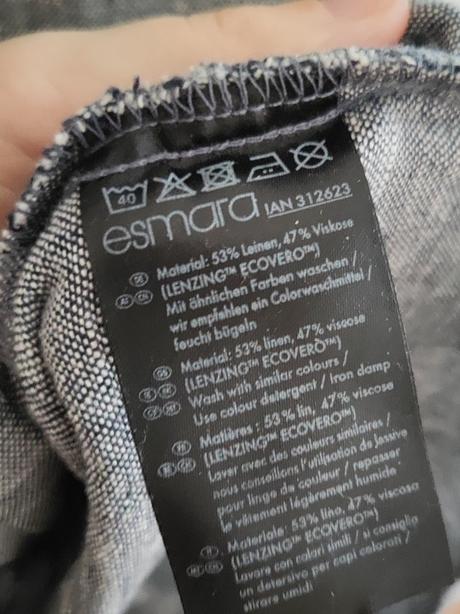 40
esmara IAN 312623
DE Material: 53% Leinen, 47% Viskose
AT CH (LENZING™ ECOVERO™)
Mit ähnlichen Farben waschen /
wir empfehlen ein Colorwaschmittel /
feucht bügeln
Material: 53% linen, 47% viscose
(LENZING™ ECOVERO™)
Wash with similar colours /
Use colour detergent / Iron damp
Matières : 53% lin, 47% viscose
(LENZING™ ECOVERO™)
Laver avec des couleurs similaires /
nous conseillons l'utilisation de lessive
pour linge de couleur / repasser
le vêtement légèrement humide
Materiale: 53% lino, 47% viscosa
(LENZING™ ECOVERO™)
Lavare con colori simili / si consiglia
un detersivo per capi colorati /
stirare umidi